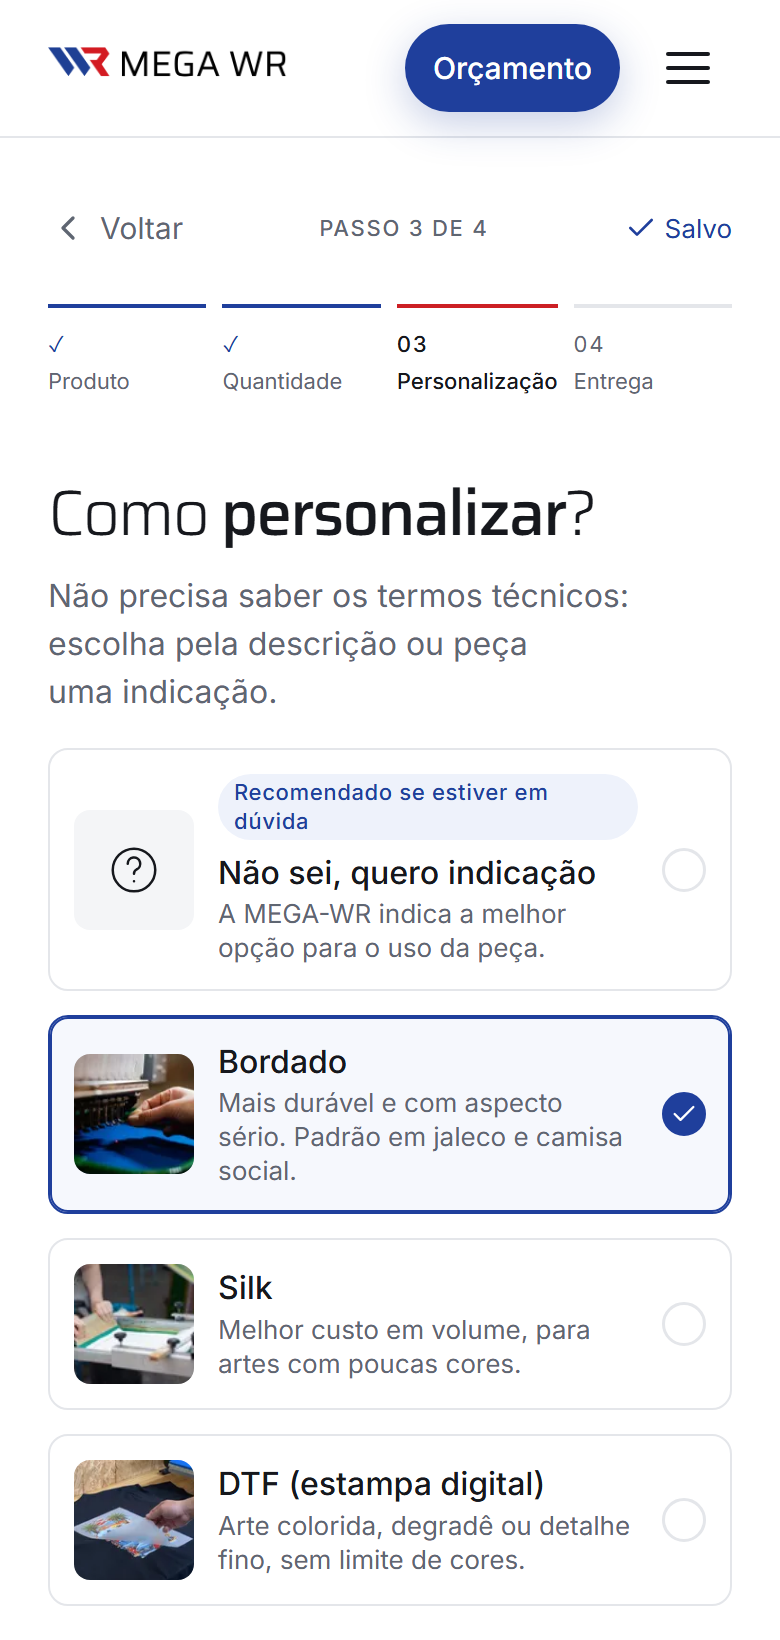 MEGA WR
Orçamento
Voltar
PASSO 3 DE 4
Salvo
✓
✓
03
04
Produto
Quantidade
Personalização
Entrega
Como personalizar?
Não precisa saber os termos técnicos:
escolha pela descrição ou peça
uma indicação.
Recomendado se estiver em
dúvida
Não sei, quero indicação
A MEGA-WR indica a melhor
opção para o uso da peça.
Bordado
Mais durável e com aspecto
sério. Padrão em jaleco e camisa
social.
Silk
Melhor custo em volume, para
artes com poucas cores.
DTF (estampa digital)
Arte colorida, degradê ou detalhe
fino, sem limite de cores.